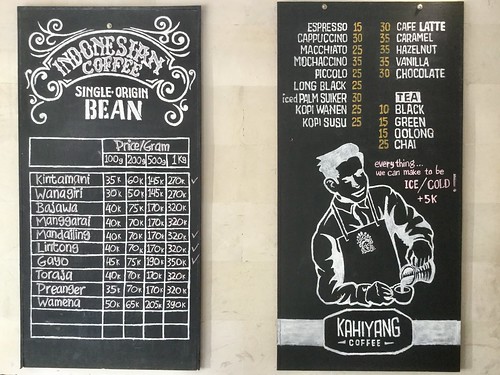 INDONESIAN
COFFEE
SINGLE-ORIGIN
BEAN
Price/Gram
100g 200g 500g 1Kg
Kintamani 35K 60K 145K 270K
Wanagiri 30K 50K 145K 270K
Bajawa 40K 75K 170K 320K
Manggarai 40K 70K 170K 320K
Mandailing 40K 70K 170K 320K
Lintong 40K 70K 170K 320K
Gayo 45K 75K 190K 350K
Toraja 40K 70K 170K 320K
Preanger 35K 70K 170K 320K
Wamena 50K 65K 205K 390K
ESPRESSO 15
CAPPUCCINO 30
MACCHIATO 25
MOCHACCINO 35
PICCOLO 25
LONG BLACK 25
iced PALM SUIKER 30
KOPI WANEN 25
KOPI SUSU 25
30 CAFE LATTE
35 CARAMEL
35 HAZELNUT
35 VANILLA
30 CHOCOLATE
TEA
10 BLACK
15 GREEN
15 OOLONG
25 CHAI
everything...
we can make to be
ICE/COLD
+5K
KAHIYANG
COFFEE